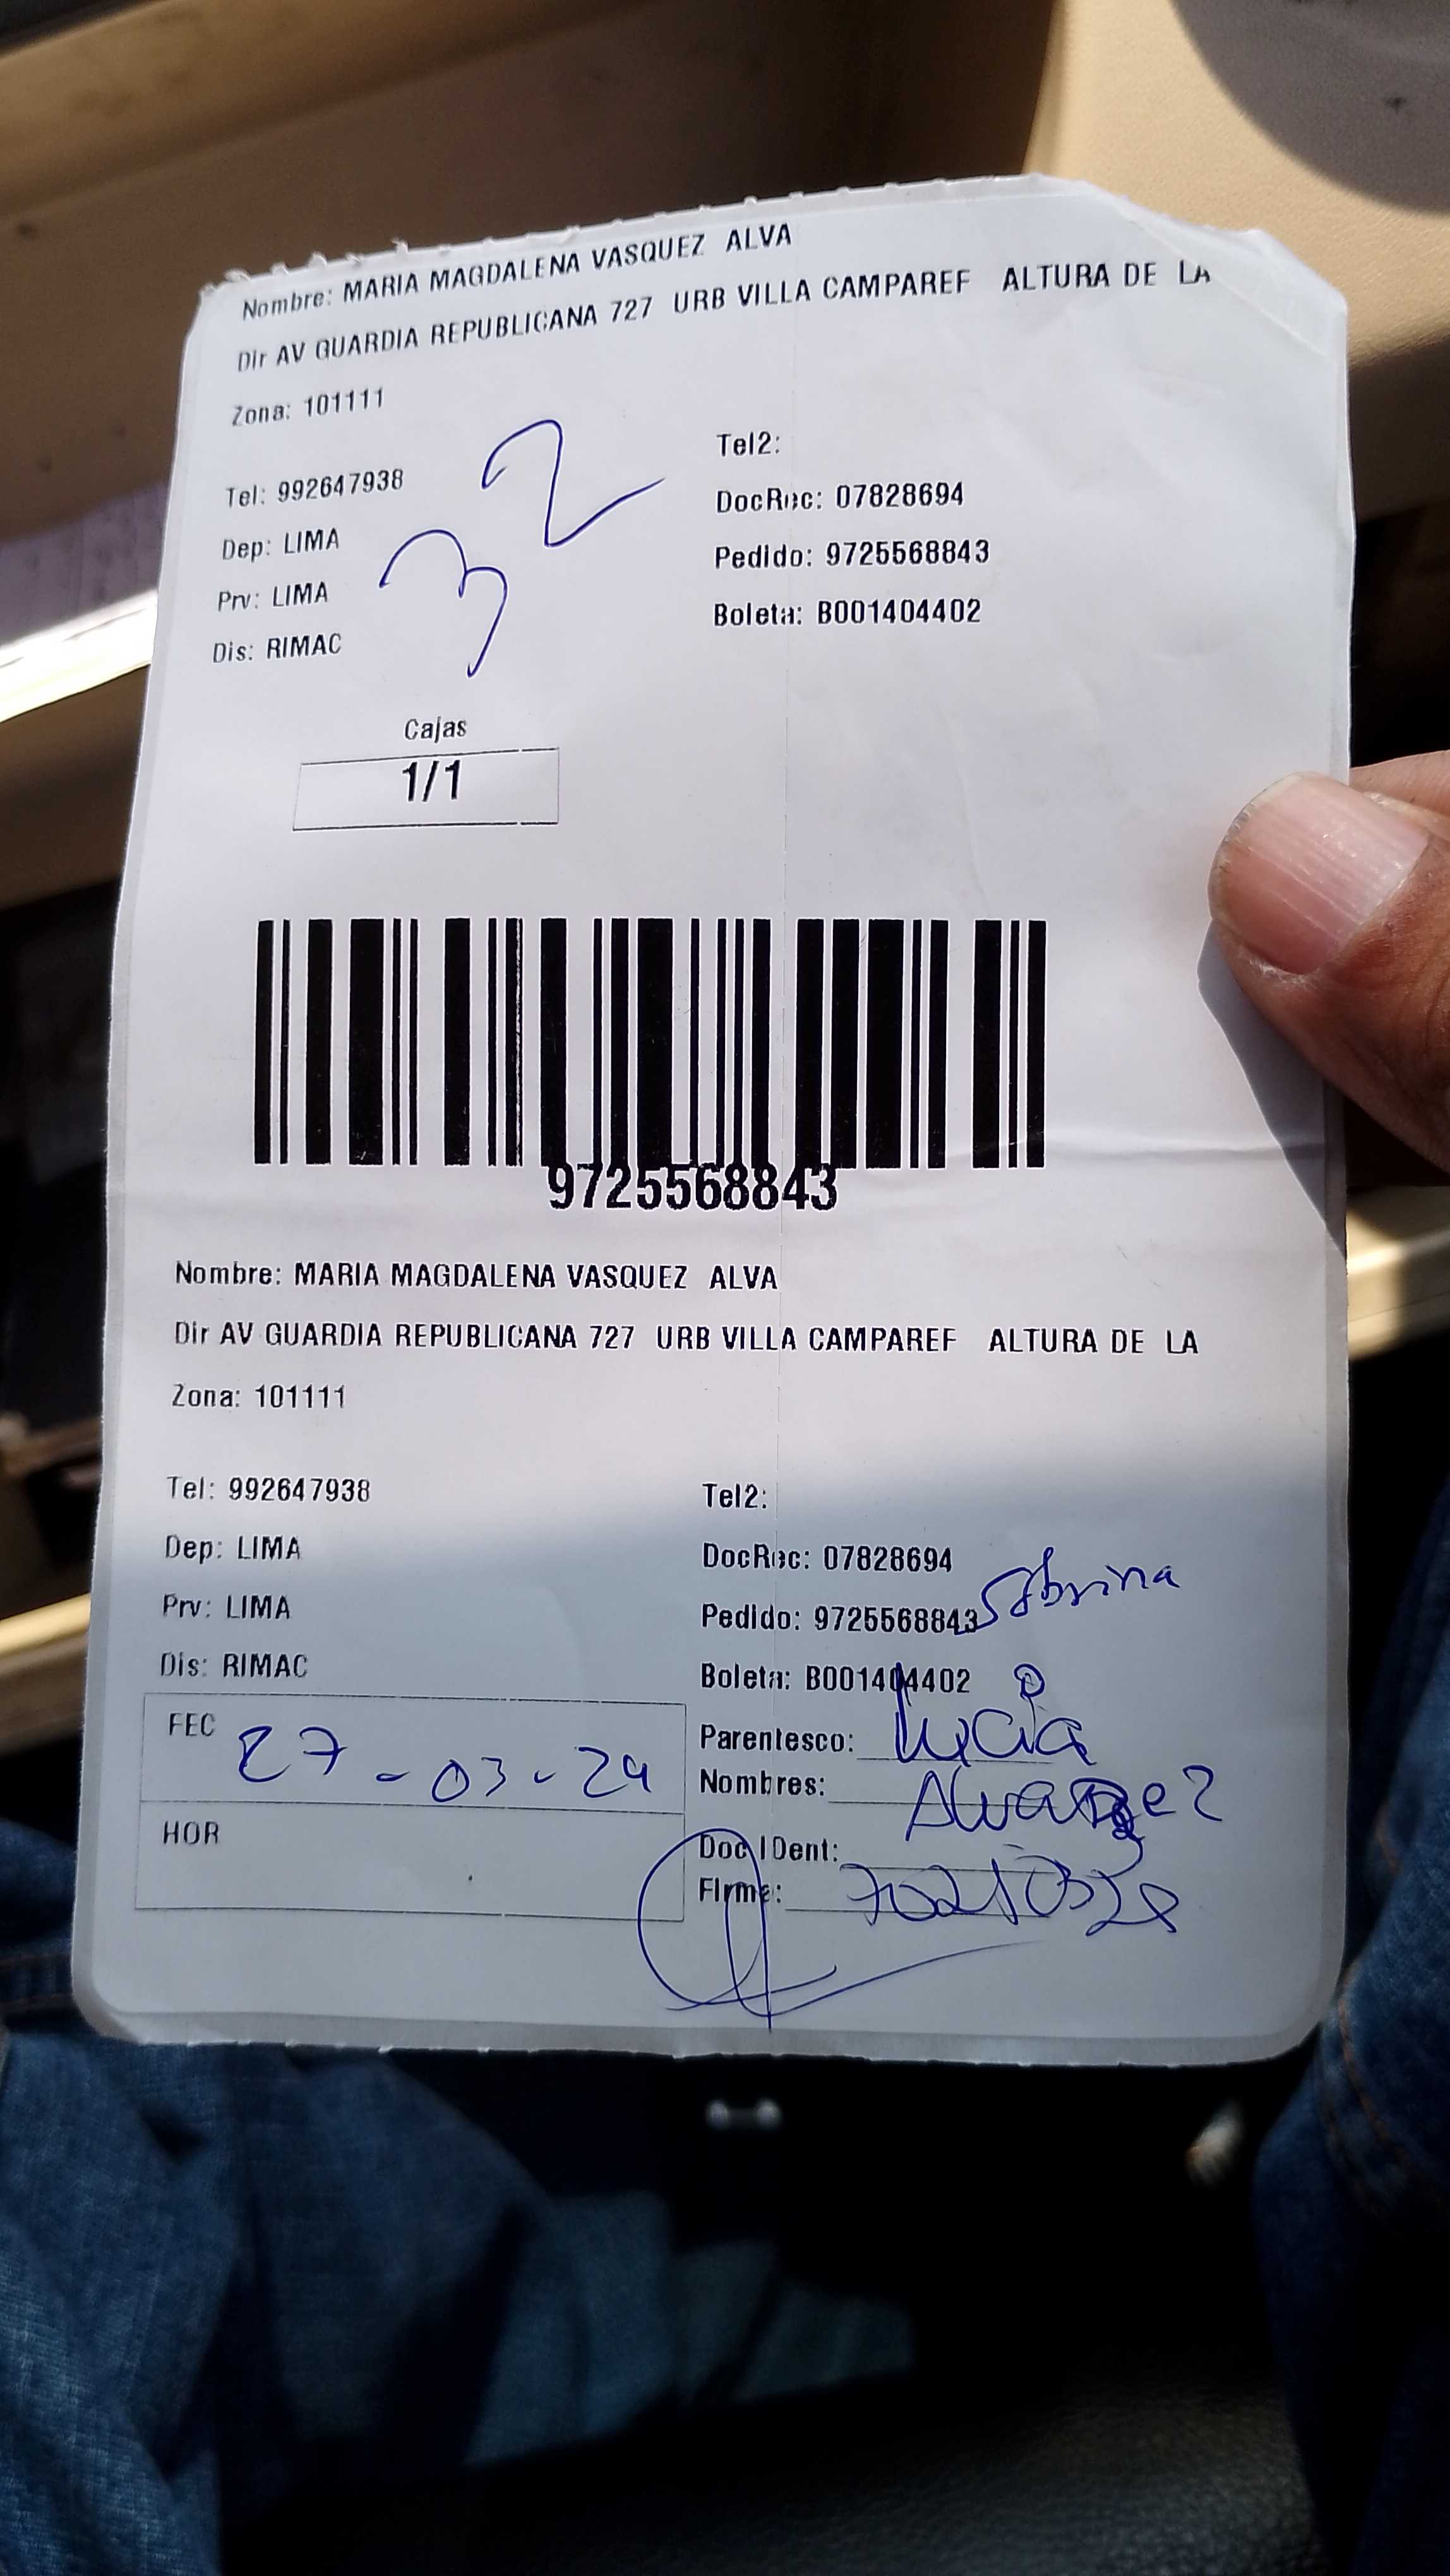 Nombre: MARIA MAGDALENA VASQUEZ ALVA
Dir AV GUARDIA REPUBLICANA 727 URB VILLA CAMPAREF ALTURA DE LA
Zona: 101111
Tel: 992647938
Tel2:
Dep: LIMA
DocRec: 07828694
Prv: LIMA
Pedido: 9725568843
Dis: RIMAC
Boleta: B001404402
32
Cajas
1/1
9725568843
Nombre: MARIA MAGDALENA VASQUEZ ALVA
Dir AV GUARDIA REPUBLICANA 727 URB VILLA CAMPAREF ALTURA DE LA
Zona: 101111
Tel: 992647938
Tel2:
Dep: LIMA
DocRec: 07828694
Prv: LIMA
Pedido: 9725568843
Sabrina
Dis: RIMAC
Boleta: B001404402
FEC 27-03-24
HOR
Parentesco: Lucia
Nombres: Alvarez
Doc IDent:
Firma: